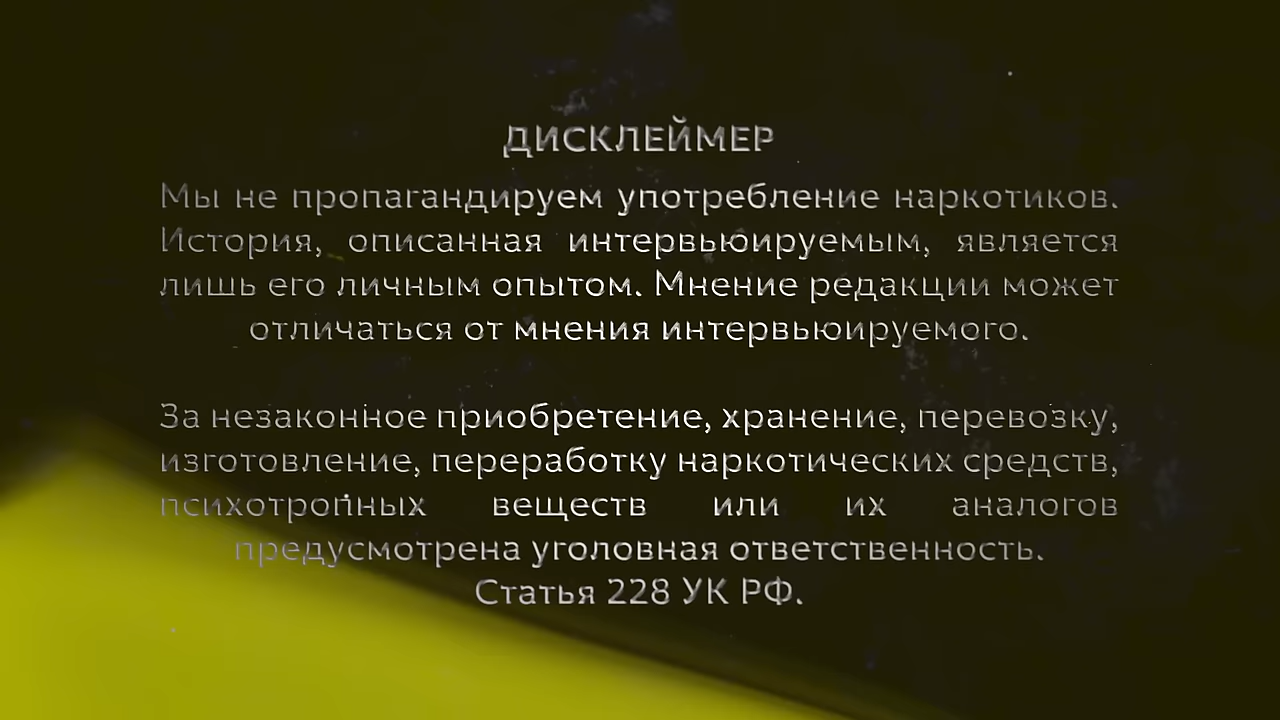 ДИСКЛЕЙМЕР
Мы не пропагандируем употребление наркотиков.
История, описанная интервьюируемым, является
лишь его личным опытом. Мнение редакции может
отличаться от мнения интервьюируемого.
За незаконное приобретение, хранение, перевозку,
изготовление, переработку наркотических средств,
психотропных веществ или их аналогов
предусмотрена уголовная ответственность.
Статья 228 УК РФ.